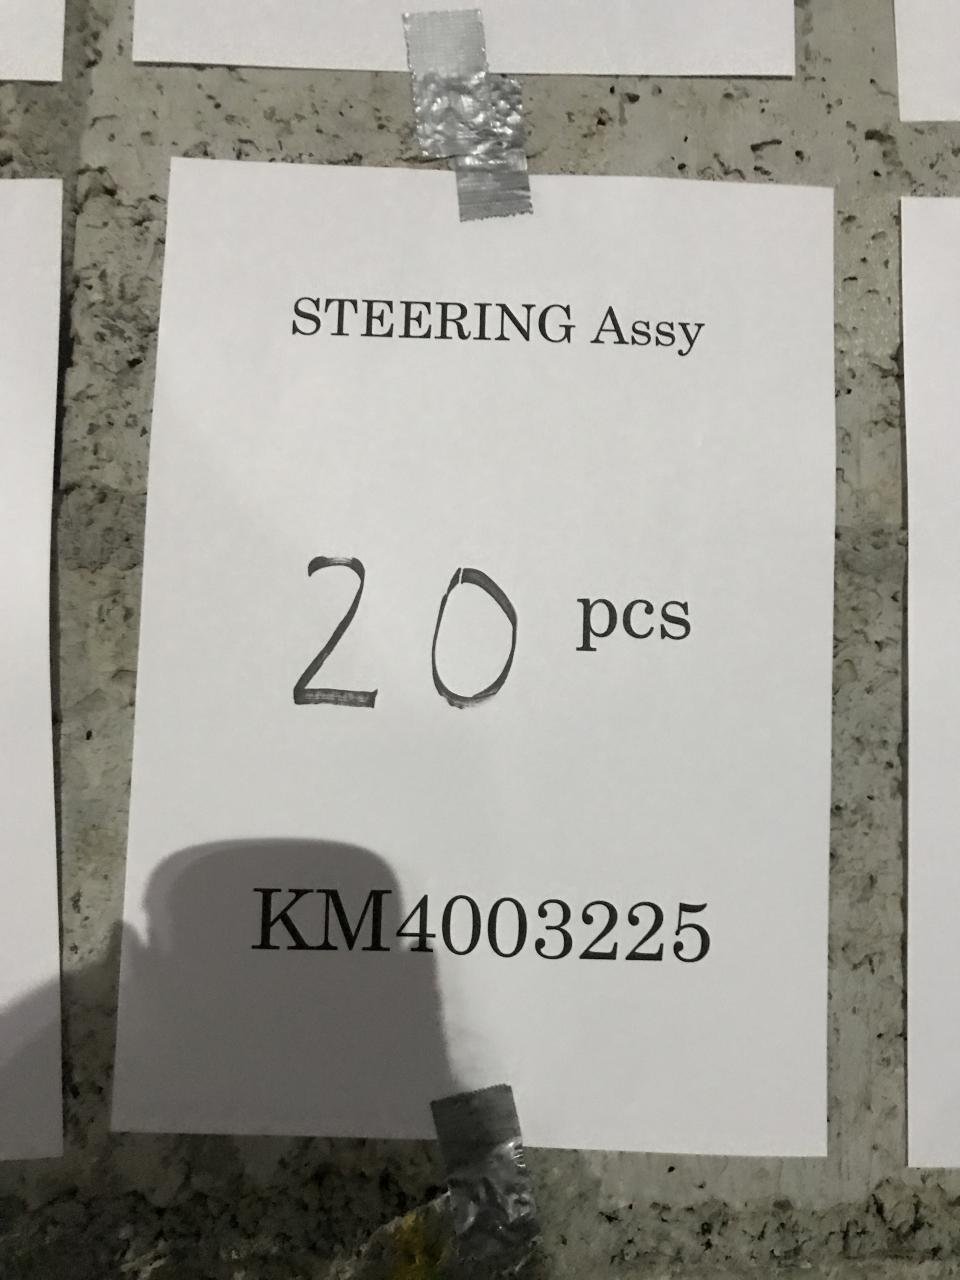 STEERING Assy
20 pcs
KM4003225